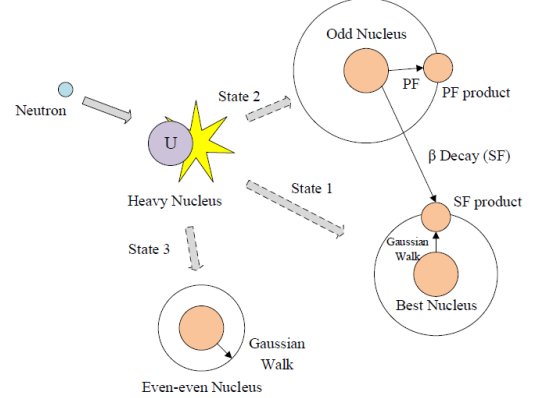 Odd Nucleus
PF
PF product
State 2
Neutron
U
Heavy Nucleus
β Decay (SF)
State 1
SF product
Gaussian
Walk
Best Nucleus
State 3
Gaussian
Walk
Even-even Nucleus